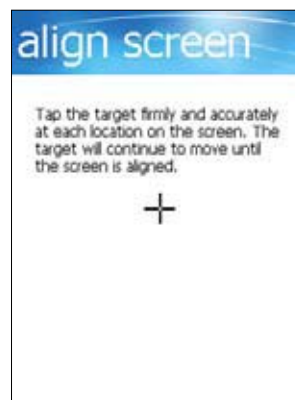 align screen
Tap the target firmly and accurately
at each location on the screen. The
target will continue to move until
the screen is aligned.